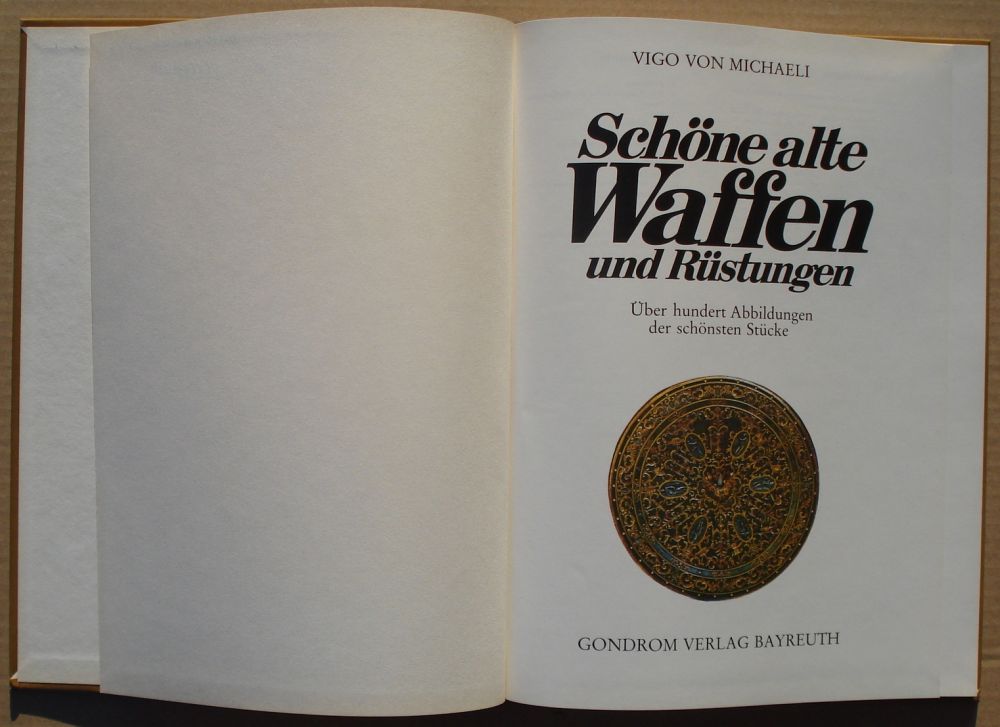 VIGO VON MICHAELI
Schöne alte
Waffen
und Rüstungen
Über hundert Abbildungen
der schönsten Stücke
GONDROM VERLAG BAYREUTH